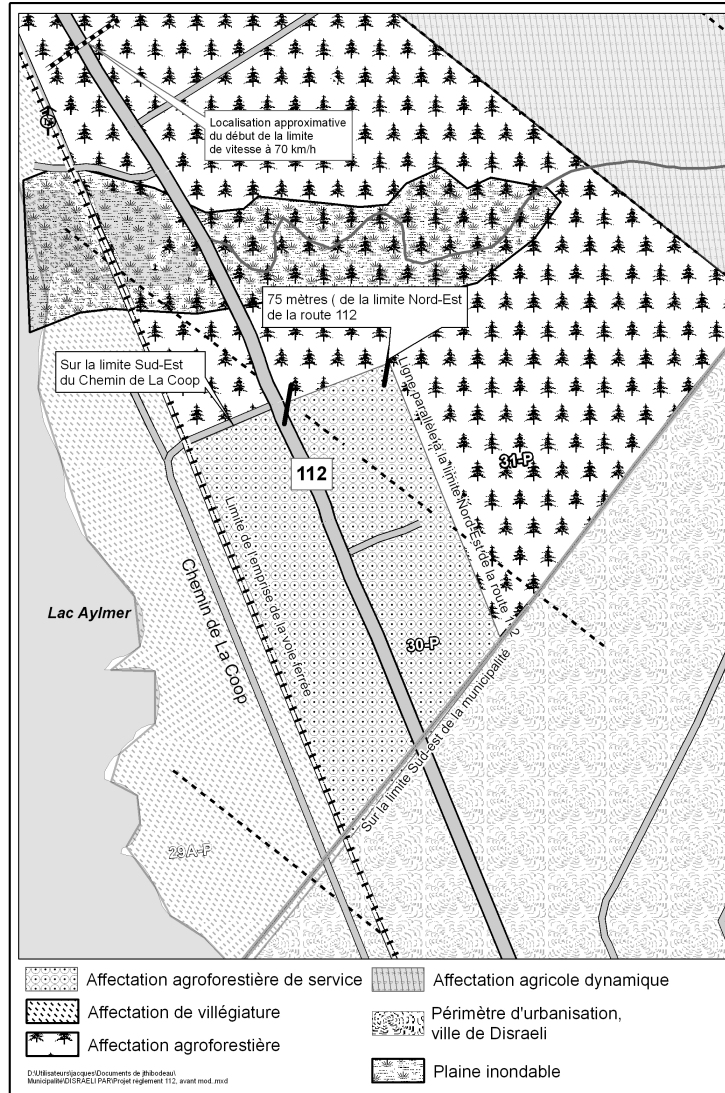 Localisation approximative
du début de la limite
de vitesse à 70 km/h
75 mètres ( de la limite Nord-Est
de la route 112
Sur la limite Sud-Est
du Chemin de La Coop
Ligne parallèle à la limite Nord-Est de la route 1
31-P
112
Limite de l'emprise de la voie ferrée
Chemin de La Coop
Lac Aylmer
30-P
Sur la limite Sud-est de la municipalité
29A-P
Affectation agroforestière de service
Affectation de villégiature
Affectation agroforestière
Affectation agricole dynamique
Périmètre d'urbanisation,
ville de Disraeli
Plaine inondable
D:\Utilisateurs\jacques\Documents de jthibodeau\
Municipalité\DISRAELI PAR\Projet règlement 112, avant mod..mxd